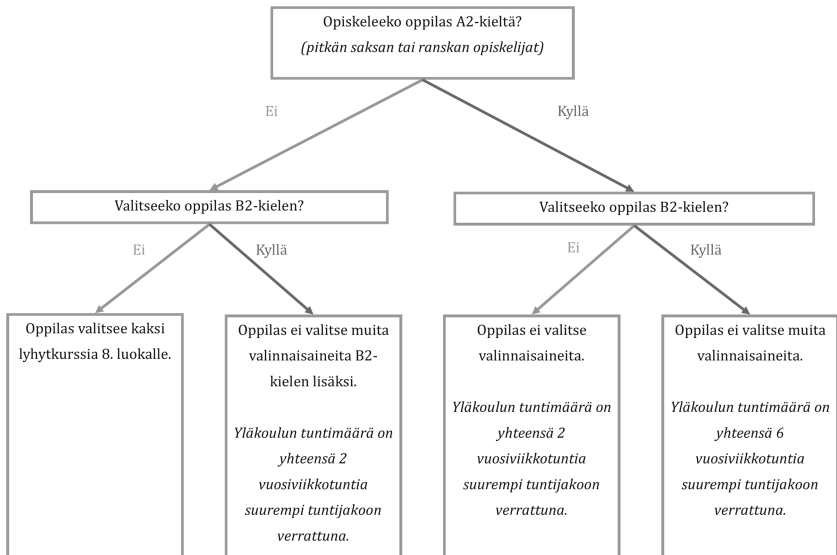 Opiskeleeko oppilas A2-kieltä?
(pitkän saksan tai ranskan opiskelijat)
Ei
Kyllä
Valitseeko oppilas B2-kielen?
Valitseeko oppilas B2-kielen?
Ei
Kyllä
Ei
Kyllä
Oppilas valitsee kaksi
lyhytkurssia 8. luokalle.
Oppilas ei valitse muita
valinnaisaineita B2-
kielen lisäksi.
Yläkoulun tuntimäärä on
yhteensä 2
vuosiviikkotuntia
suurempi tuntijakoon
verrattuna.
Oppilas ei valitse
valinnaisaineita.
Yläkoulun tuntimäärä on
yhteensä 2
vuosiviikkotuntia
suurempi tuntijakoon
verrattuna.
Oppilas ei valitse muita
valinnaisaineita.
Yläkoulun tuntimäärä on
yhteensä 6
vuosiviikkotuntia
suurempi tuntijakoon
verrattuna.